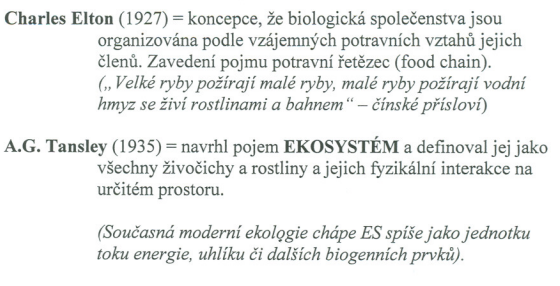 Charles Elton (1927) = koncepce, že biologická společenstva jsou
organizována podle vzájemných potravních vztahů jejich
členů. Zavedení pojmu potravní řetězec (food chain).
(„ Velké ryby požírají malé ryby, malé ryby požírají vodní
hmyz se živí rostlinami a bahnem“ – čínské přísloví)
A.G. Tansley (1935) = navrhl pojem EKOSYSTÉM a definoval jej jako
všechny živočichy a rostliny a jejich fyzikální interakce na
určitém prostoru.
(Současná moderní ekologie chápe ES spíše jako jednotku
toku energie, uhlíku či dalších biogenních prvků).